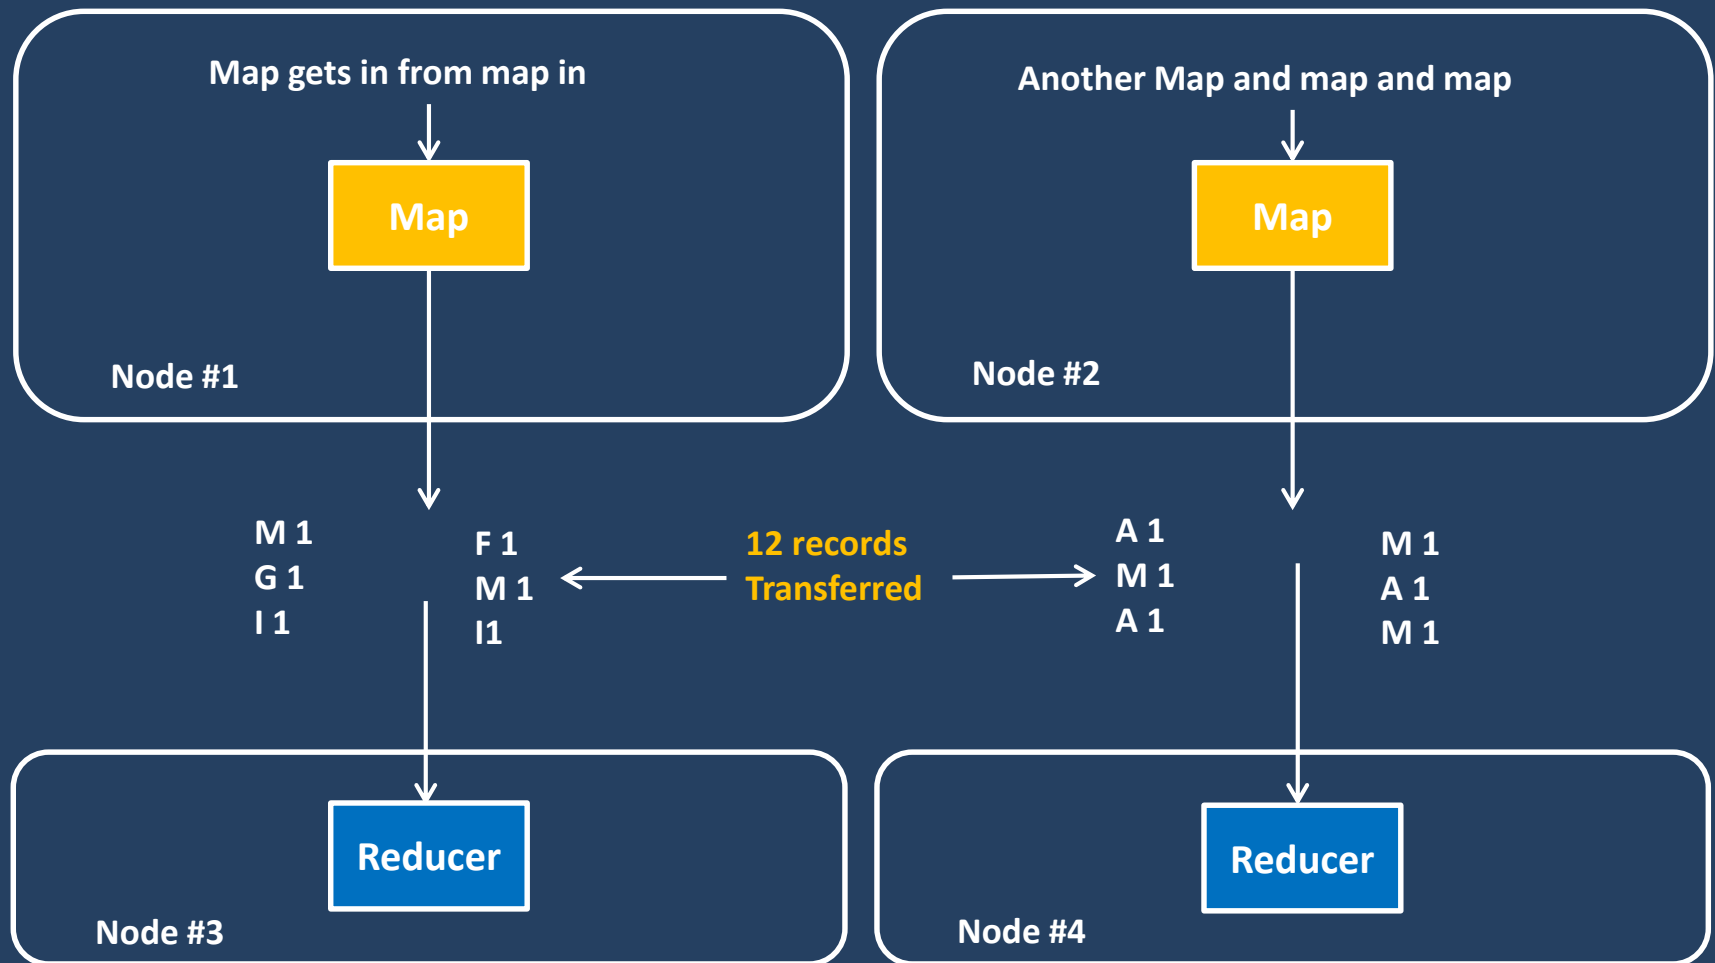 Map gets in from map in
Map
Node #1
Another Map and map and map
Map
Node #2
M 1
G 1
I 1
F 1
M 1
I1
12 records
Transferred
A 1
M 1
A 1
M 1
A 1
M 1
Reducer
Node #3
Reducer
Node #4